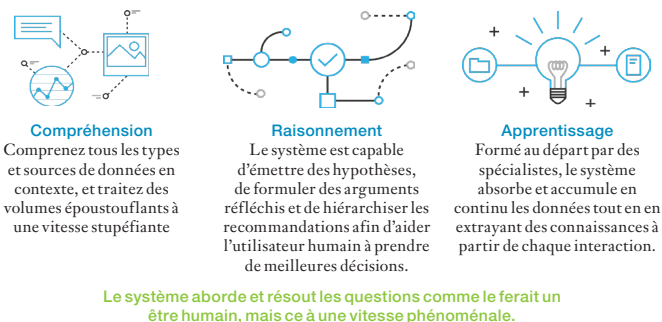 Compréhension
Comprenez tous les types
et sources de données en
contexte, et traitez des
volumes époustouflants à
une vitesse stupéfiante
Raisonnement
Le système est capable
d'émettre des hypothèses,
de formuler des arguments
réfléchis et de hiérarchiser les
recommandations afin d'aider
l'utilisateur humain à prendre
de meilleures décisions.
Apprentissage
Formé au départ par des
spécialistes, le système
absorbe et accumule en
continu les données tout en en
extrayant des connaissances à
partir de chaque interaction.
Le système aborde et résout les questions comme le ferait un
être humain, mais ce à une vitesse phénoménale.